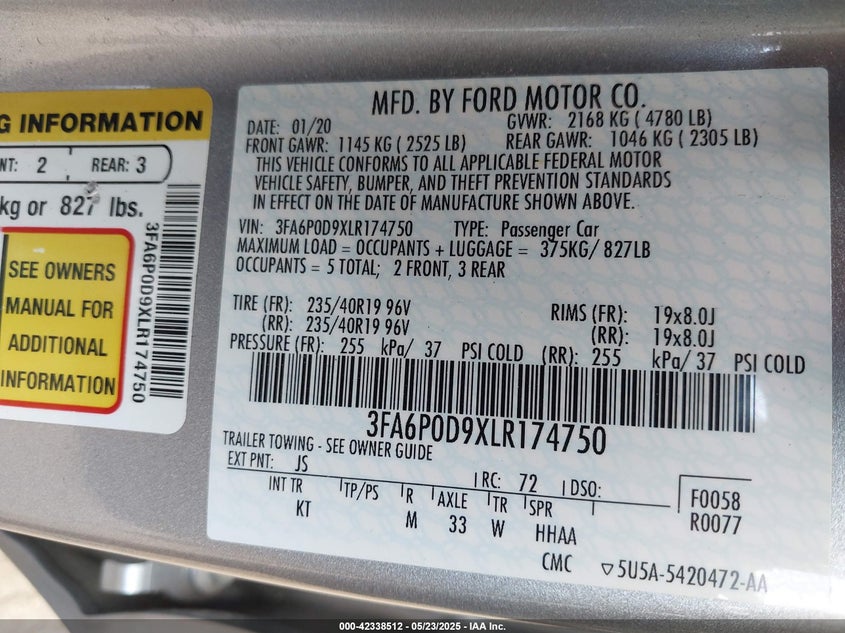 G INFORMATION
NT: 2 REAR: 3
kg or 827 lbs.
SEE OWNERS
MANUAL FOR
ADDITIONAL
INFORMATION
3FA6P0D9XLR174750
MFD. BY FORD MOTOR CO.
DATE: 01/20 GVWR: 2168 KG ( 4780 LB)
FRONT GAWR: 1145 KG ( 2525 LB) REAR GAWR: 1046 KG ( 2305 LB)
THIS VEHICLE CONFORMS TO ALL APPLICABLE FEDERAL MOTOR
VEHICLE SAFETY, BUMPER, AND THEFT PREVENTION STANDARDS
IN EFFECT ON THE DATE OF MANUFACTURE SHOWN ABOVE.
VIN: 3FA6P0D9XLR174750 TYPE: Passenger Car
MAXIMUM LOAD = OCCUPANTS + LUGGAGE = 375KG/ 827LB
OCCUPANTS = 5 TOTAL; 2 FRONT, 3 REAR
TIRE (FR): 235/40R19 96V RIMS (FR): 19x8.0J
(RR): 235/40R19 96V (RR): 19x8.0J
PRESSURE (FR): 255 kPa/ 37 PSI COLD (RR): 255 kPa/ 37 PSI COLD
3FA6P0D9XLR174750
TRAILER TOWING - SEE OWNER GUIDE
EXT PNT: JS RC: 72 DSO:
INT TR TP/PS R AXLE TR SPR
KT M 33 W HHAA
F0058
R0077
CMC ▽5U5A-5420472-AA
000-42338512 - 05/23/2025 - IAA Inc.